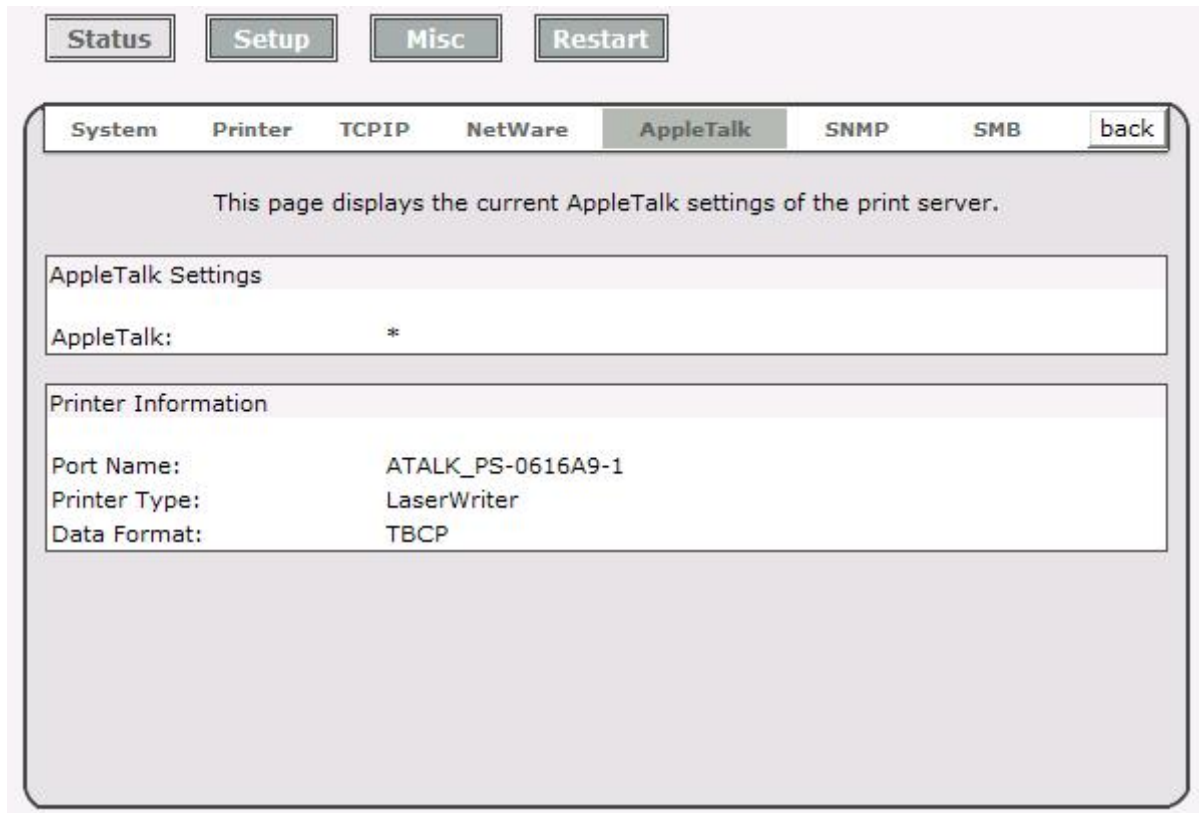 Status Setup Misc Restart
System Printer TCPIP NetWare AppleTalk SNMP SMB back
This page displays the current AppleTalk settings of the print server.
AppleTalk Settings
AppleTalk: *
Printer Information
Port Name: ATALK_PS-0616A9-1
Printer Type: LaserWriter
Data Format: TBCP